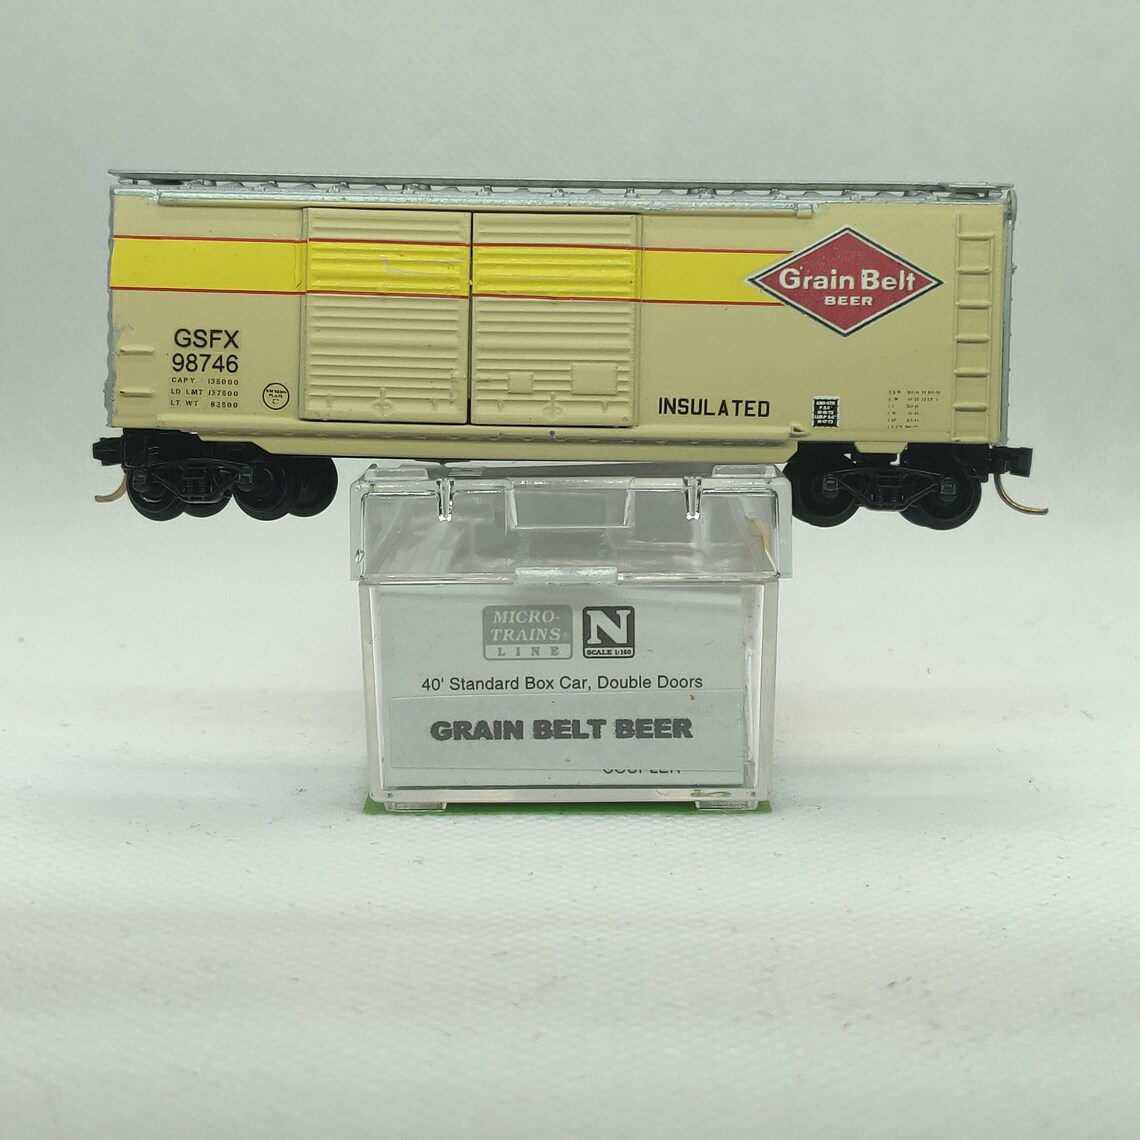 Grain Belt
BEER
GSFX
98746
CAPY 135000
LD LMT 137500
LT WT 83500
INSULATED
MICRO-
TRAINS®
LINE
N
SCALE 1:160
40' Standard Box Car, Double Doors
GRAIN BELT BEER